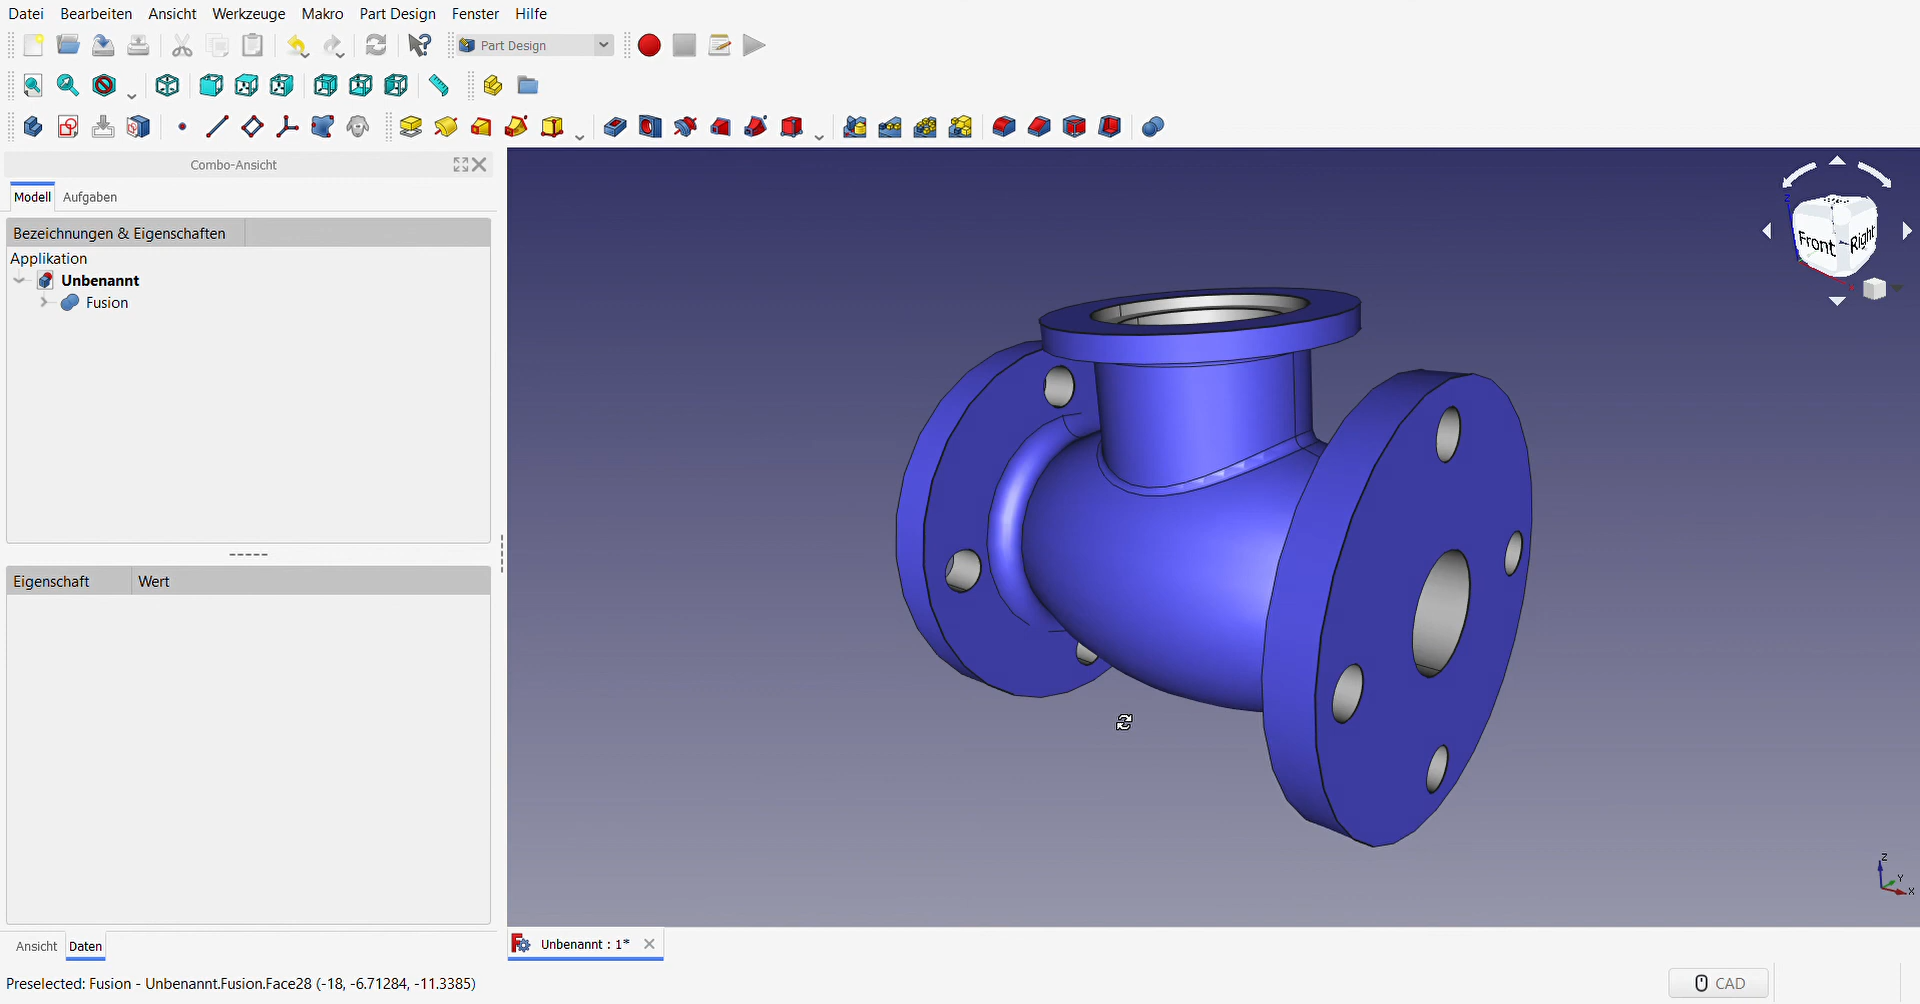 Datei Bearbeiten Ansicht Werkzeuge Makro Part Design Fenster Hilfe
Part Design
Combo-Ansicht
Modell Aufgaben
Bezeichnungen & Eigenschaften
Applikation
Unbenannt
Fusion
Front Right
Z
Eigenschaft Wert
Z
Y
X
Ansicht Daten
Unbenannt : 1*
Preselected: Fusion - Unbenannt.Fusion.Face28 (-18, -6.71284, -11.3385)
CAD